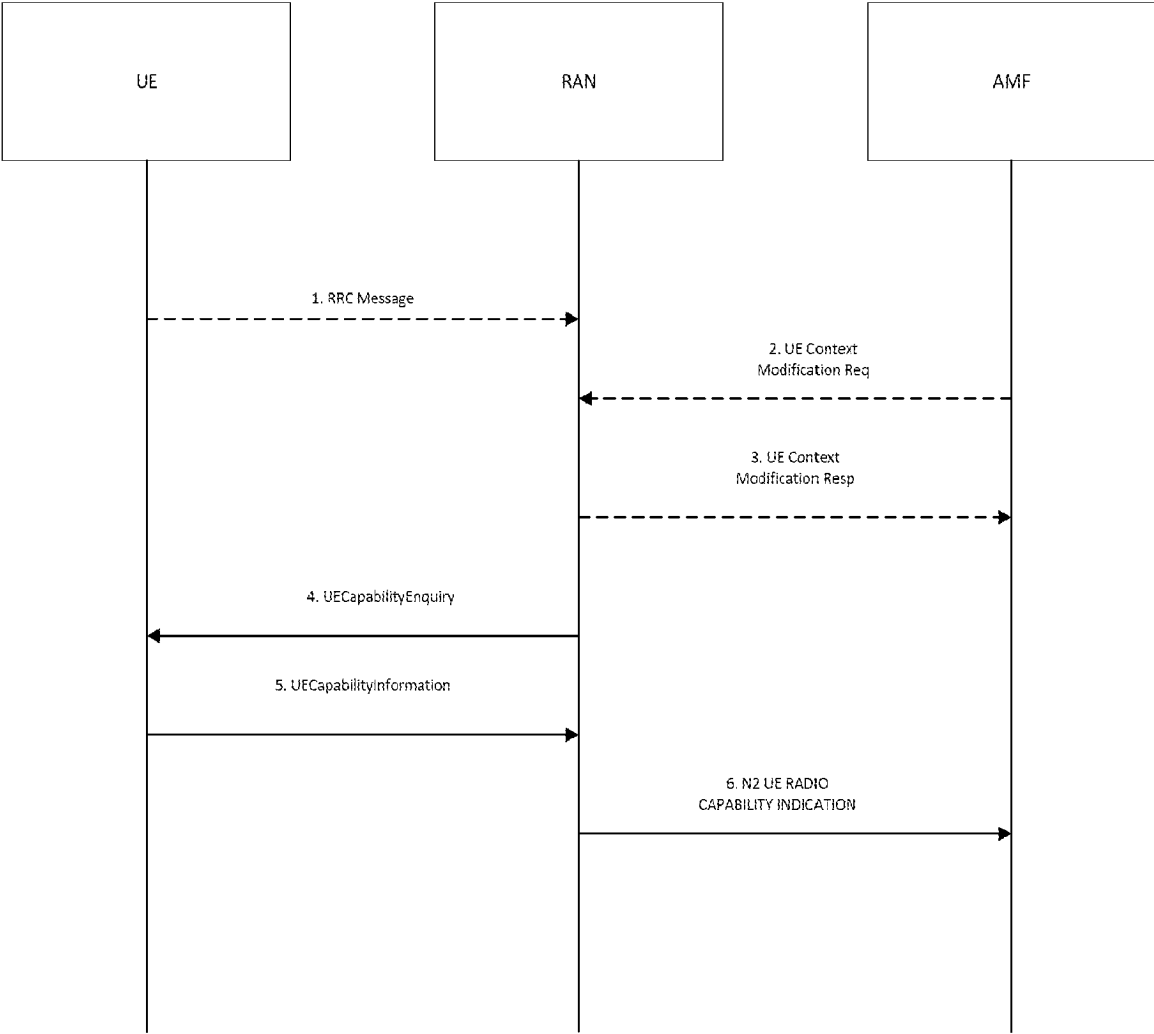 UE
RAN
AMF
1. RRC Message
2. UE Context
Modification Req
3. UE Context
Modification Resp
4. UECapabilityEnquiry
5. UECapabilityInformation
6. N2 UE RADIO
CAPABILITY INDICATION